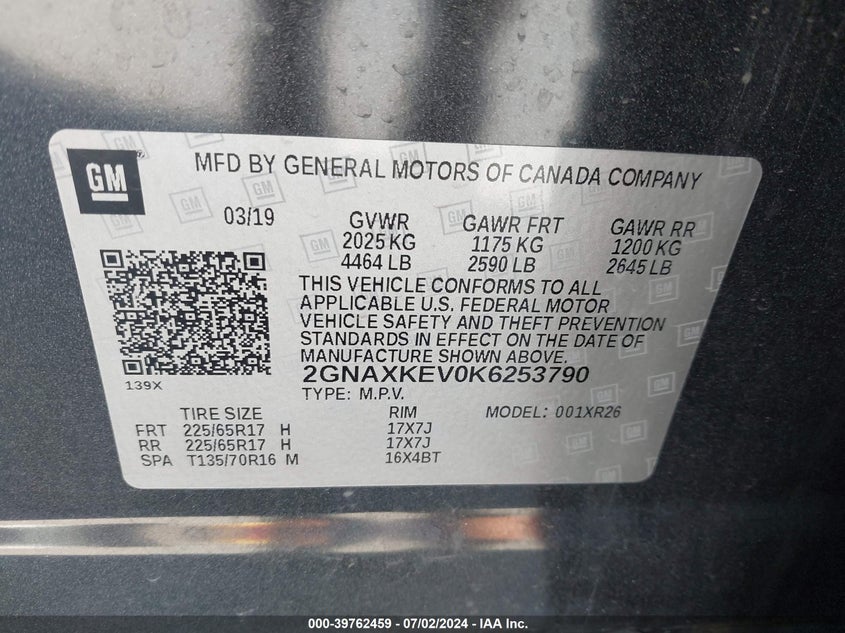 GM
MFD BY GENERAL MOTORS OF CANADA COMPANY
03/19 GVWR GAWR FRT GAWR RR
2025 KG 1175 KG 1200 KG
4464 LB 2590 LB 2645 LB
THIS VEHICLE CONFORMS TO ALL
APPLICABLE U.S. FEDERAL MOTOR
VEHICLE SAFETY AND THEFT PREVENTION
STANDARDS IN EFFECT ON THE DATE OF
MANUFACTURE SHOWN ABOVE.
139X
2GNAXKEV0K6253790
TYPE: M.P.V.
TIRE SIZE RIM MODEL: 001XR26
FRT 225/65R17 H 17X7J
RR 225/65R17 H 17X7J
SPA T135/70R16 M 16X4BT
000-39762459 - 07/02/2024 - IAA Inc.